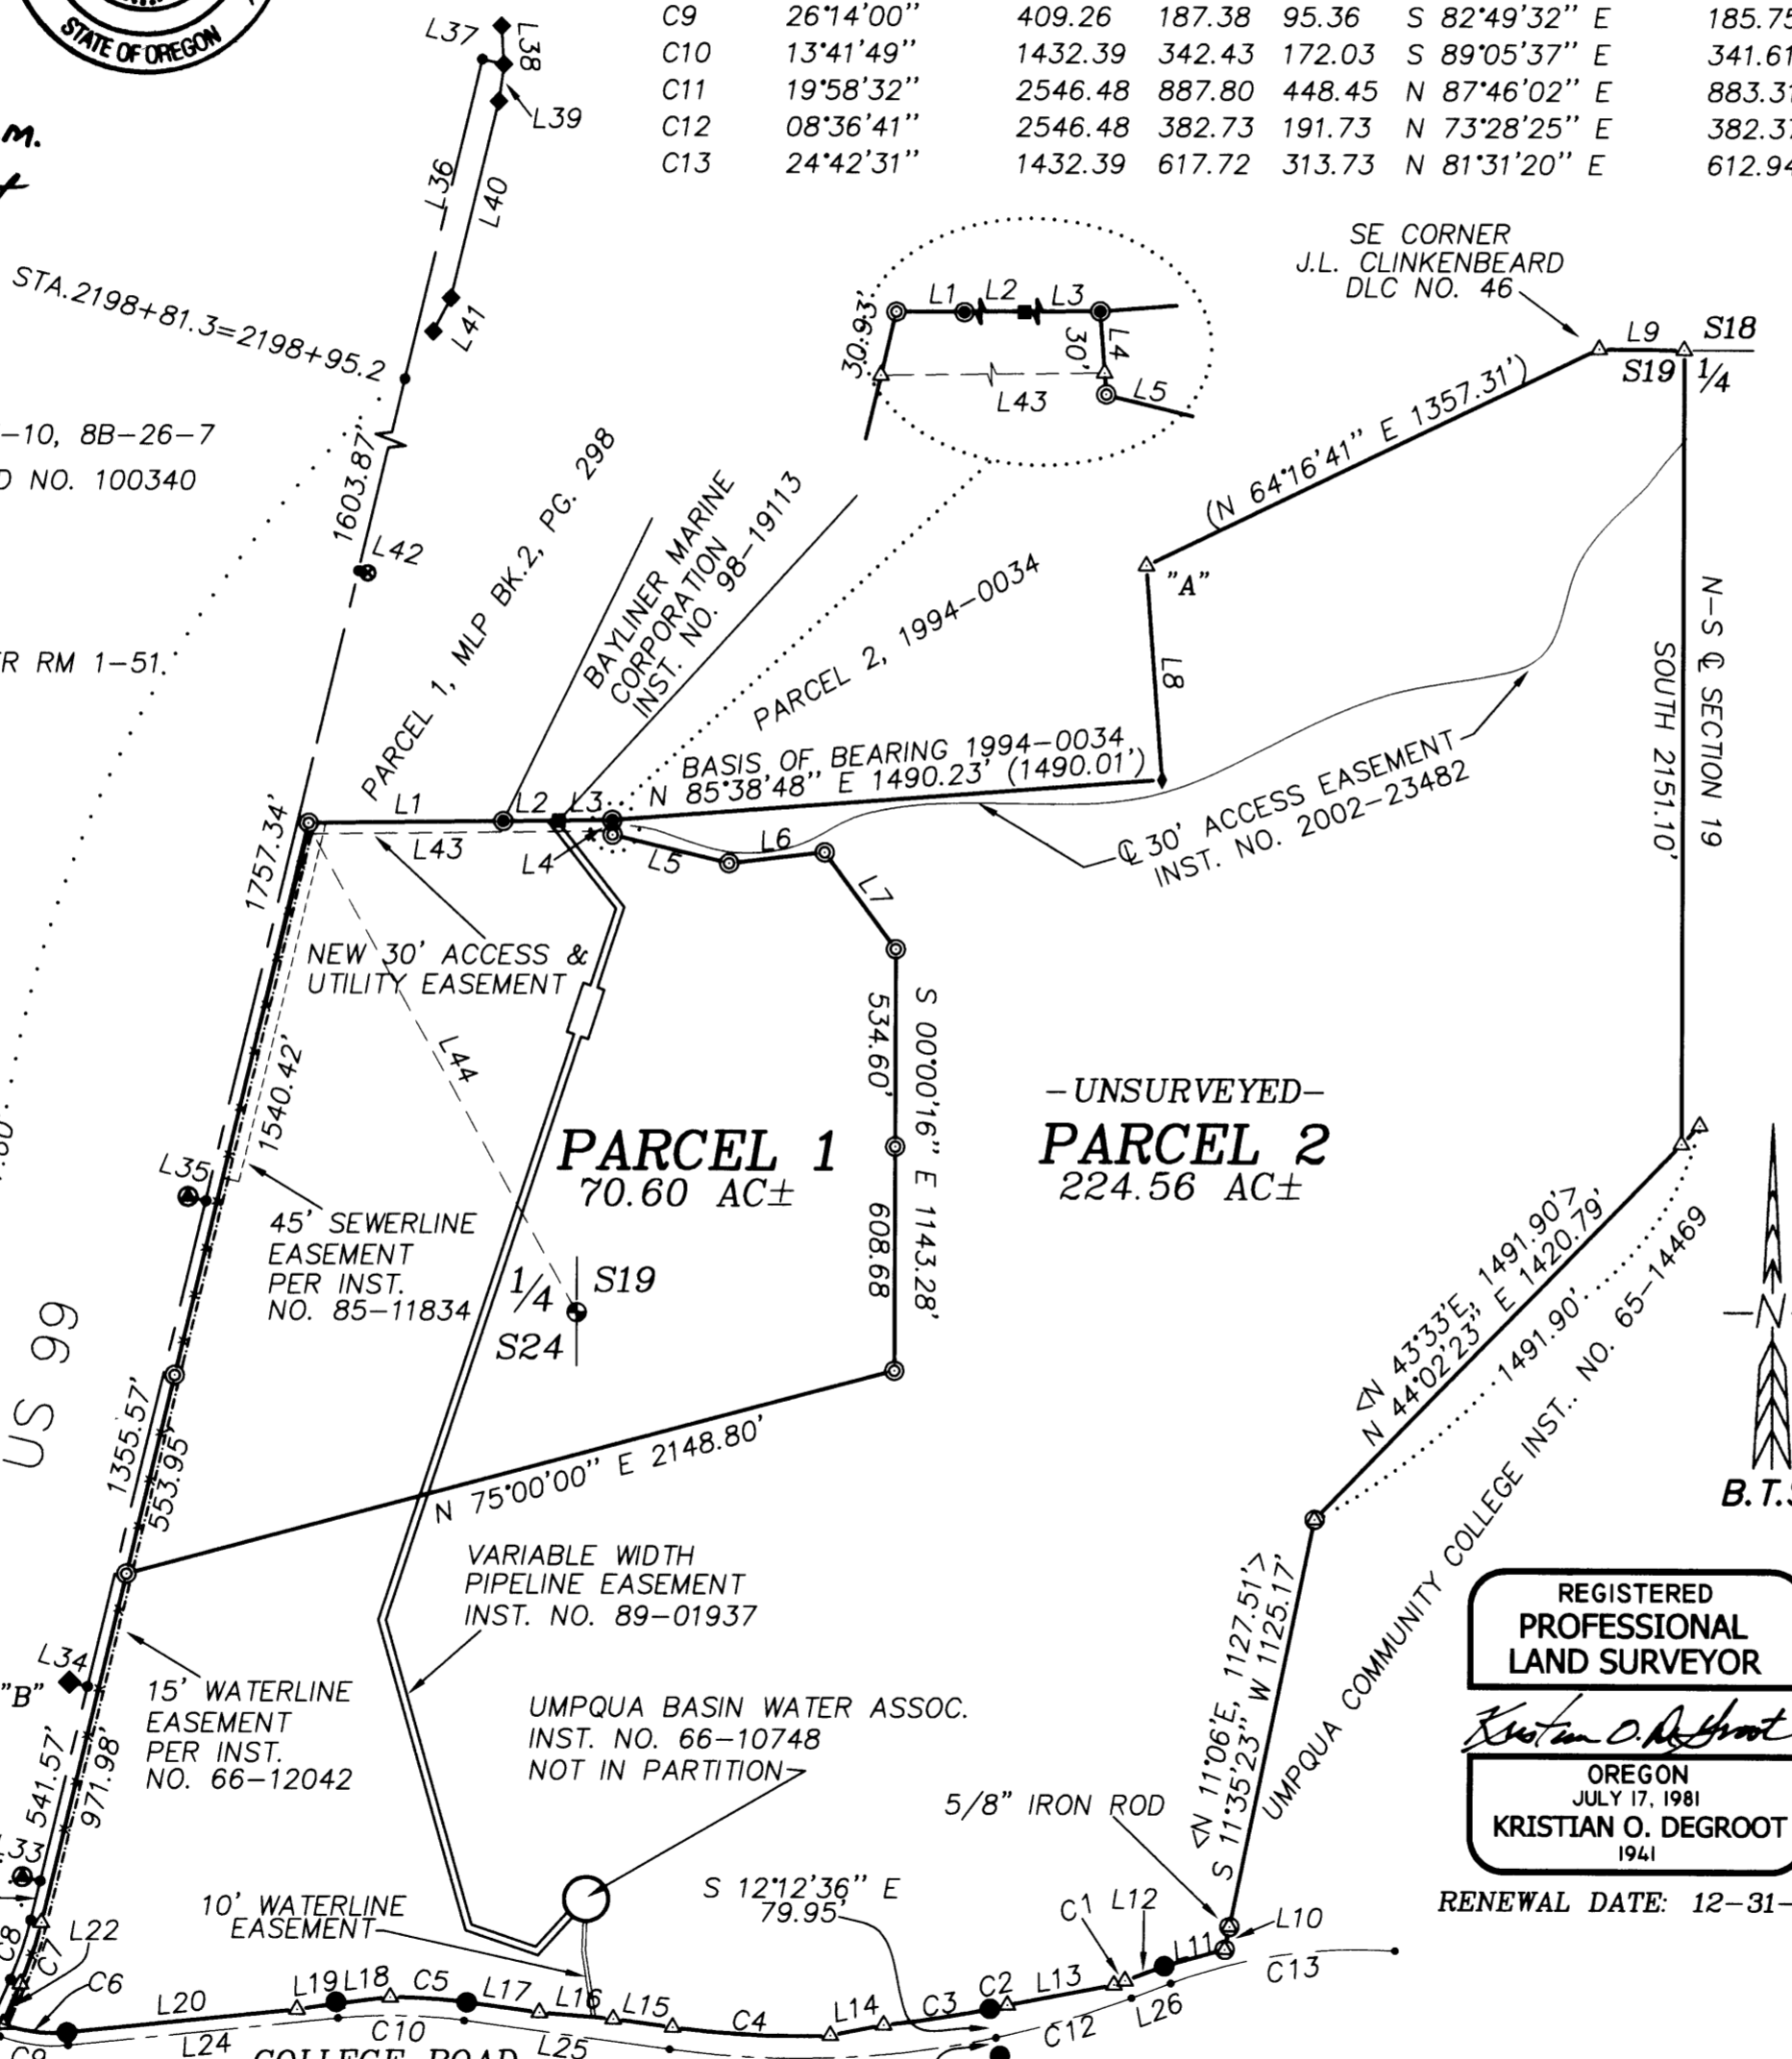 STATE OF OREGON
C9 26°14'00" 409.26 187.38 95.36 S 82°49'32" E
C10 13°41'49" 1432.39 342.43 172.03 S 89°05'37" E 341.61
C11 19°58'32" 2546.48 887.80 448.45 N 87°46'02" E
C12 08°36'41" 2546.48 382.73 191.73 N 73°28'25" E
C13 24°42'31" 1432.39 617.72 313.73 N 81°31'20" E 612.94
L37
L38
L39
L36
L40
L41
STA.2198+81.3=2198+95.2
-10, 8B-26-7
NO. 100340
R RM 1-51.
1603.87'
L42
L1
L2
L3
30.93'
30'
L4
L43
L5
SE CORNER
J.L. CLINKENBEARD
DLC NO. 46
L9
S18
S19
1/4
(N 64°16'41" E 1357.31')
"A"
L8
N-S ℄ SECTION 19
SOUTH 2151.10'
PARCEL 1, MLP BK.2, PG. 298
BAYLINER MARINE
CORPORATION
INST. NO. 98-19113
PARCEL 2, 1994-0034
BASIS OF BEARING 1994-0034
N 85°38'48" E 1490.23' (1490.01')
℄ 30' ACCESS EASEMENT
INST. NO. 2002-23482
L1
L2
L3
L43
L4
L5
L6
L7
1757.34'
NEW 30' ACCESS &
UTILITY EASEMENT
L44
1540.42'
534.60'
S 00°00'16" E 1143.28'
608.68
PARCEL 1
70.60 AC±
-UNSURVEYED-
PARCEL 2
224.56 AC±
L35
45' SEWERLINE
EASEMENT
PER INST.
NO. 85-11834
1/4
S19
S24
US 99
1355.57'
553.95'
N 75°00'00" E 2148.80'
<N 43°33'E, 1491.90'>
N 44°02'23" E 1420.79'
1491.90'
UMPQUA COMMUNITY COLLEGE INST.. NO. 65-14469
N
VARIABLE WIDTH
PIPELINE EASEMENT
INST. NO. 89-01937
<N 11°06'E, 1127.51'>
S 11°35'23" W 1125.17'
REGISTERED
PROFESSIONAL
LAND SURVEYOR
Kristian O. DeGroot
OREGON
JULY 17, 1981
KRISTIAN O. DEGROOT
1941
RENEWAL DATE: 12-31-
L34
"B"
15' WATERLINE
EASEMENT
PER INST.
NO. 66-12042
541.57'
971.98'
UMPQUA BASIN WATER ASSOC.
INST. NO. 66-10748
NOT IN PARTITION
5/8" IRON ROD
L33
10' WATERLINE
EASEMENT
S 12°12'36" E
79.95'
C8
C7
L22
C6
L20
L19
L18
C5
L17
L16
L15
C4
L14
C3
C2
L13
C1
L12
L11
L10
C13
L26
C12
C9
L24
C10
L25
COLLEGE ROAD